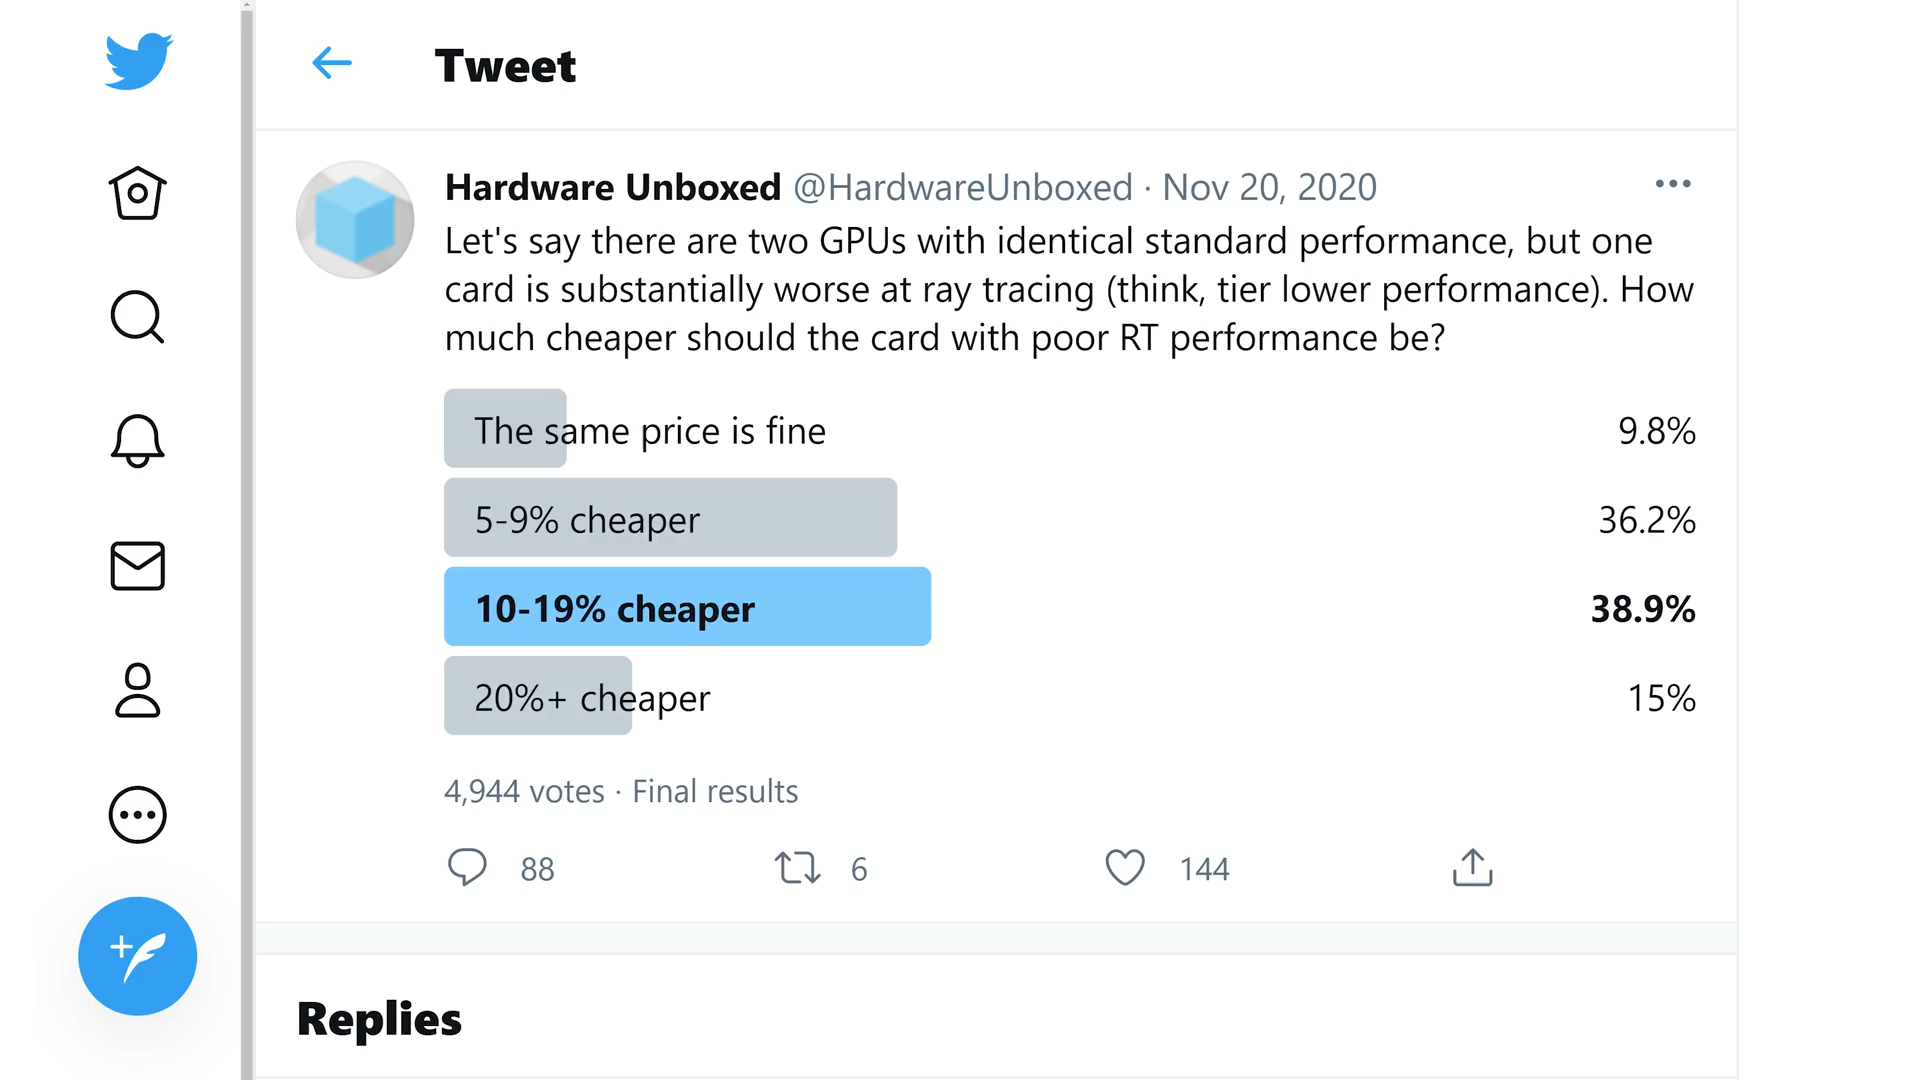 Tweet
Hardware Unboxed @HardwareUnboxed · Nov 20, 2020
Let's say there are two GPUs with identical standard performance, but one
card is substantially worse at ray tracing (think, tier lower performance). How
much cheaper should the card with poor RT performance be?
The same price is fine 9.8%
5-9% cheaper 36.2%
10-19% cheaper 38.9%
20%+ cheaper 15%
4,944 votes · Final results
88 6 144
Replies